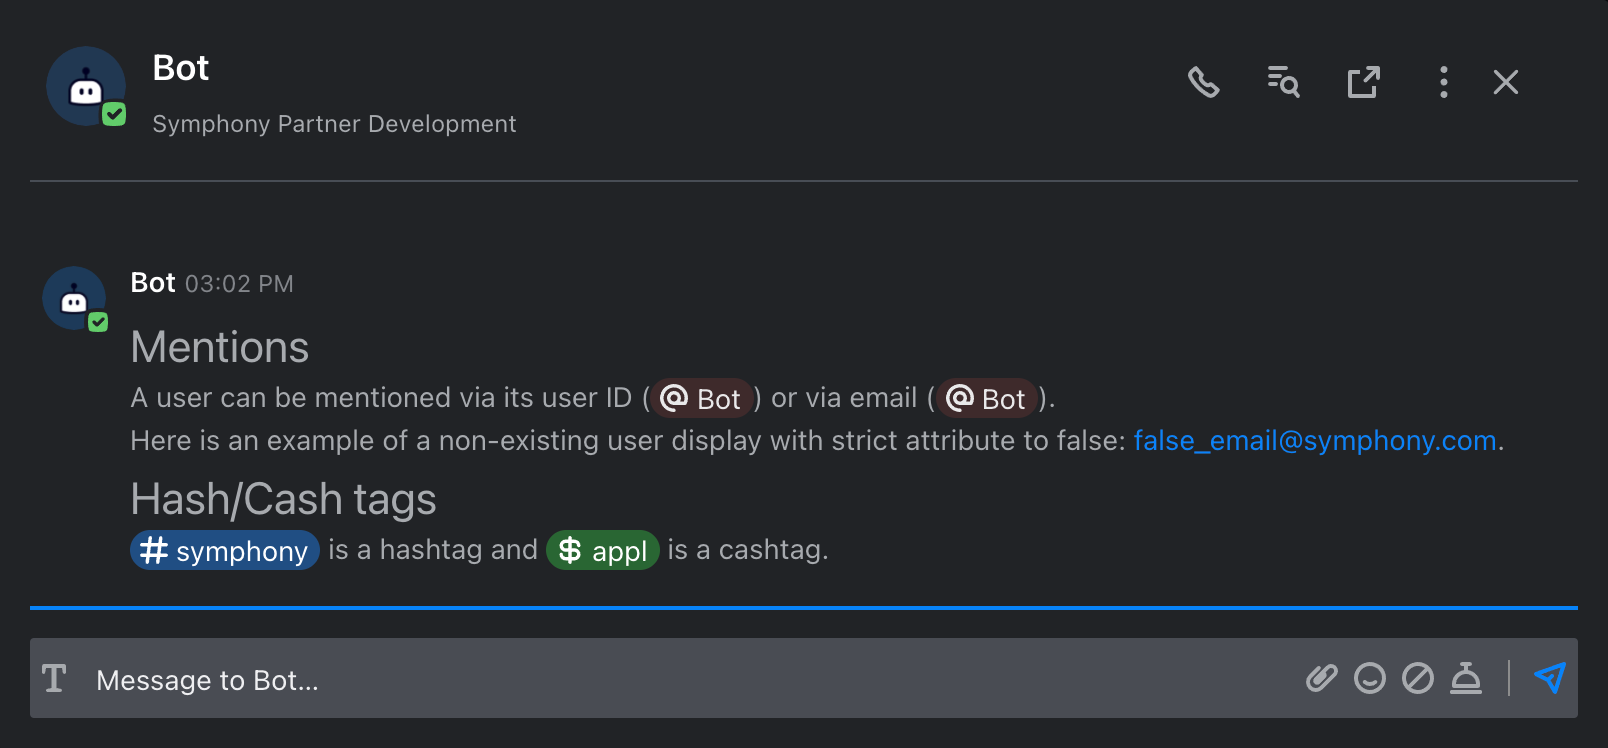 Bot
Symphony Partner Development
Bot 03:02 PM
Mentions
A user can be mentioned via its user ID (@ Bot) or via email (@ Bot).
Here is an example of a non-existing user display with strict attribute to false: false_email@symphony.com.
Hash/Cash tags
# symphony is a hashtag and $ appl is a cashtag.
T Message to Bot...